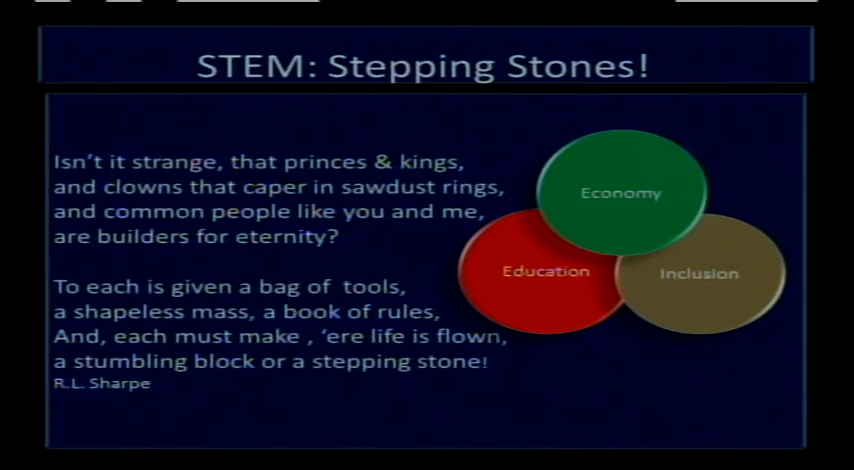 STEM: Stepping Stones!
Isn't it strange, that princes & kings,
and clowns that caper in sawdust rings,
and common people like you and me,
are builders for eternity?
To each is given a bag of tools,
a shapeless mass, a book of rules,
And, each must make , 'ere life is flown,
a stumbling block or a stepping stone!
R.L. Sharpe
Economy
Education
Inclusion